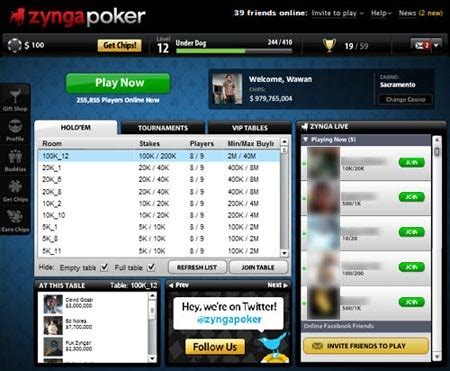 zyngapoker
39 friends online: Invite to play Help News (2 new)
$ 100
Get Chips!
Level
12
Under Dog
244 / 410
19 / 59
2
Play Now
255,855 Players Online Now
Welcome, Wawan
CHIPS:
$ 979,765,004
CASINO:
Sacramento
Change Casino
Gift Shop
Profile
Buddies
Get Chips
Earn Chips
HOLD'EM
TOURNAMENTS
VIP TABLES
Room Stakes Players Min/Max BuyIn
100K_12 100K / 200K 8 / 9 2M / 40M
20K_1 20K / 40K 8 / 9 400K / 8M
20K_6 20K / 40K 8 / 9 400K / 8M
20K_8 20K / 40K 8 / 9 400K / 8M
10K_2 10K / 20K 8 / 9 200K / 4M
10K_10 10K / 20K 8 / 9 200K / 4M
5K_1 5K / 10K 8 / 9 100K / 2M
5K_8 5K / 10K 8 / 9 100K / 2M
5K_11 5K / 10K 8 / 9 100K / 2M
Hide: Empty table Full table
REFRESH LIST
JOIN TABLE
ZYNGA LIVE
Playing Now (5)
JOIN
10K/20K
JOIN
500/1K
JOIN
10/20
JOIN
100/200
JOIN
500/1K
Online Facebook Friends
INVITE FRIENDS TO PLAY
AT THIS TABLE Table: 100K_12
David Gosar
$3,000,000
Ed Noles
$7,700,000
Puk Zyngar
$2,000,000
Prev
Next
Hey, we're on Twitter!
@zyngapoker
Follow Us